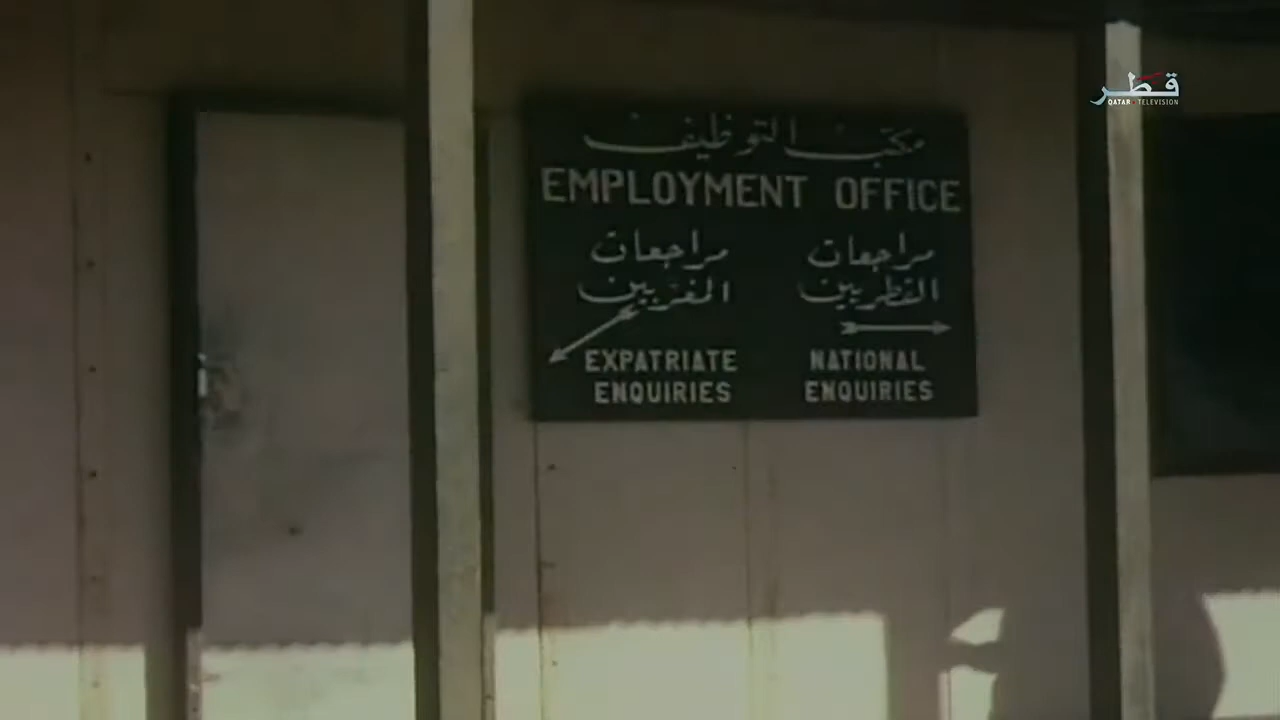 مكتب التوظيف
EMPLOYMENT OFFICE
مراجعات
القطريين
NATIONAL
ENQUIRIES
مراجعات
المغتربين
EXPATRIATE
ENQUIRIES
قطر
QATAR TELEVISION